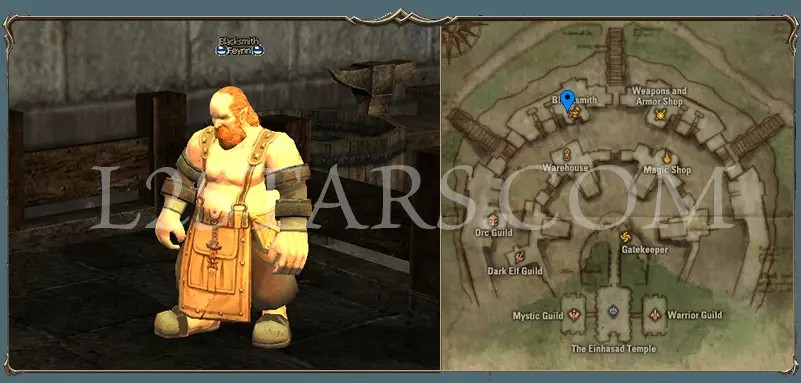 Blacksmith
Feynn
L2STARS.COM
Blacksmith
Weapons and
Armor Shop
Warehouse
Magic Shop
Orc Guild
Gatekeeper
Dark Elf Guild
Mystic Guild
Warrior Guild
The Einhasad Temple